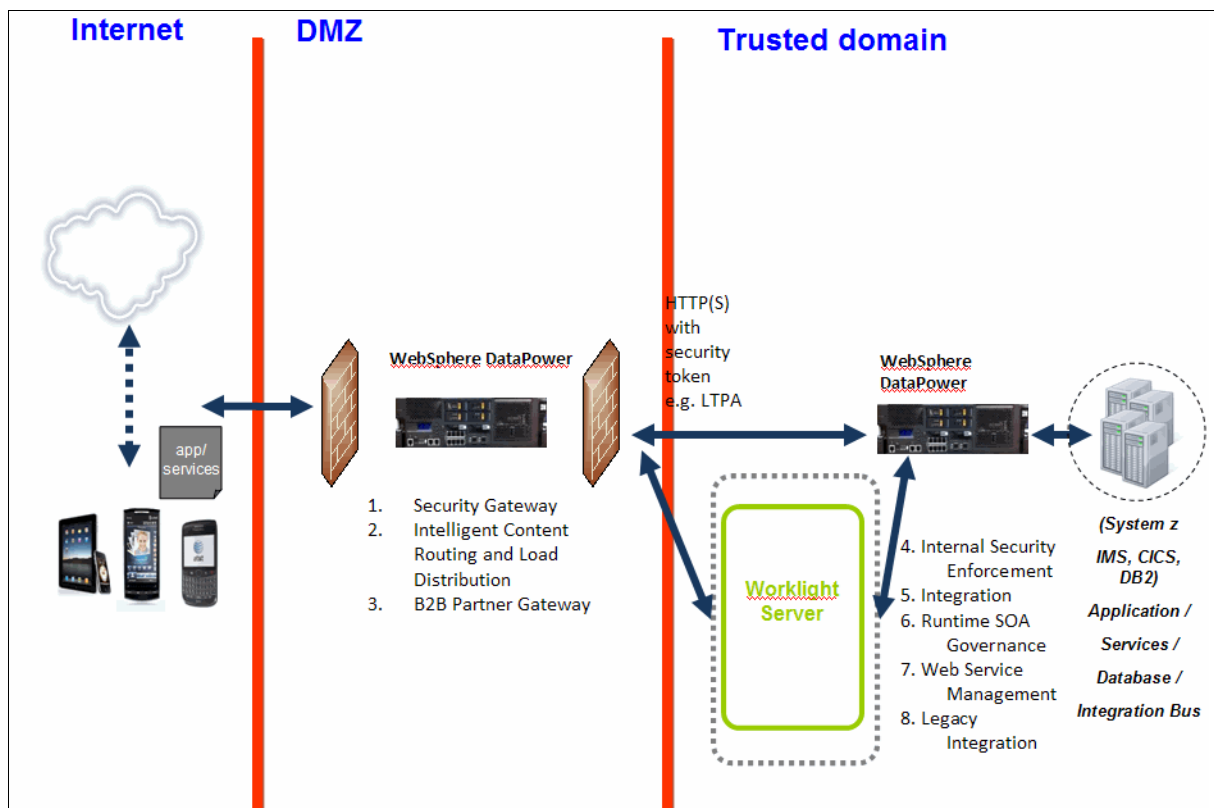 Internet
DMZ
Trusted domain
HTTP(S)
with
security
token
e.g. LTPA
WebSphere DataPower
WebSphere
DataPower
app/
services
1. Security Gateway
2. Intelligent Content
Routing and Load
Distribution
3. B2B Partner Gateway
Worklight
Server
4. Internal Security
Enforcement
5. Integration
6. Runtime SOA
Governance
7. Web Service
Management
8. Legacy
Integration
(System z
IMS, CICS,
DB2)
Application /
Services /
Database /
Integration Bus